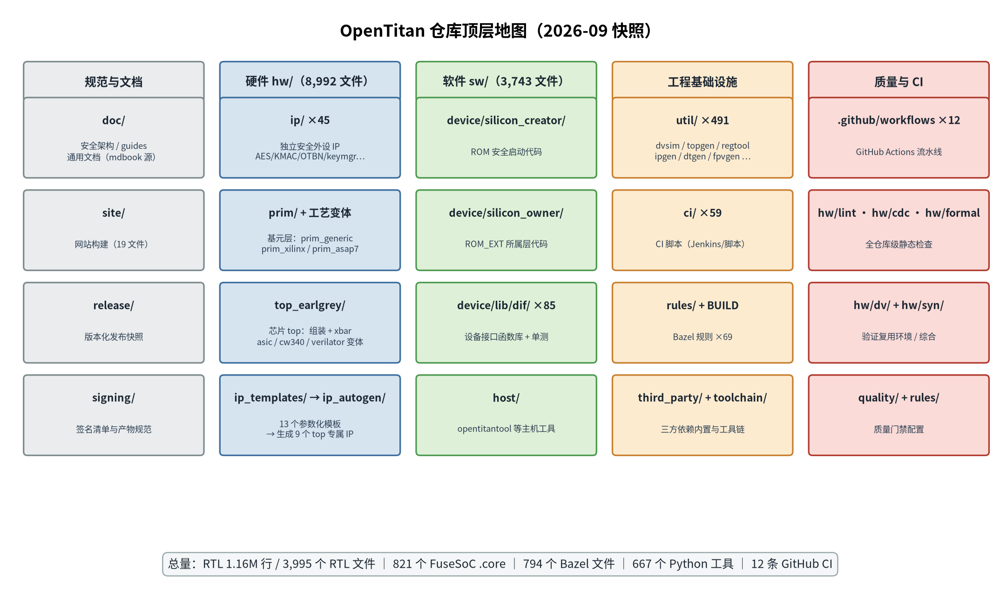 OpenTitan 仓库顶层地图（2026-09 快照）
规范与文档
doc/
安全架构 / guides
通用文档（mdbook 源）
site/
网站构建（19 文件）
release/
版本化发布快照
signing/
签名清单与产物规范
硬件 hw/（8,992 文件）
ip/ ×45
独立安全外设 IP
AES/KMAC/OTBN/keymgr…
prim/ + 工艺变体
基元层：prim_generic
prim_xilinx / prim_asap7
top_earlgrey/
芯片 top：组装 + xbar
asic / cw340 / verilator 变体
ip_templates/ → ip_autogen/
13 个参数化模板
→ 生成 9 个 top 专属 IP
软件 sw/（3,743 文件）
device/silicon_creator/
ROM 安全启动代码
device/silicon_owner/
ROM_EXT 所属层代码
device/lib/dif/ ×85
设备接口函数库 + 单测
host/
opentitantool 等主机工具
工程基础设施
util/ ×491
dvsim / topgen / regtool
ipgen / dtgen / fpvgen …
ci/ ×59
CI 脚本（Jenkins/脚本）
rules/ + BUILD
Bazel 规则 ×69
third_party/ + toolchain/
三方依赖内置与工具链
质量与 CI
.github/workflows ×12
GitHub Actions 流水线
hw/lint · hw/cdc · hw/formal
全仓库级静态检查
hw/dv/ + hw/syn/
验证复用环境 / 综合
quality/ + rules/
质量门禁配置
总量：RTL 1.16M 行 / 3,995 个 RTL 文件 ｜ 821 个 FuseSoC .core ｜ 794 个 Bazel 文件 ｜ 667 个 Python 工具 ｜ 12 条 GitHub CI